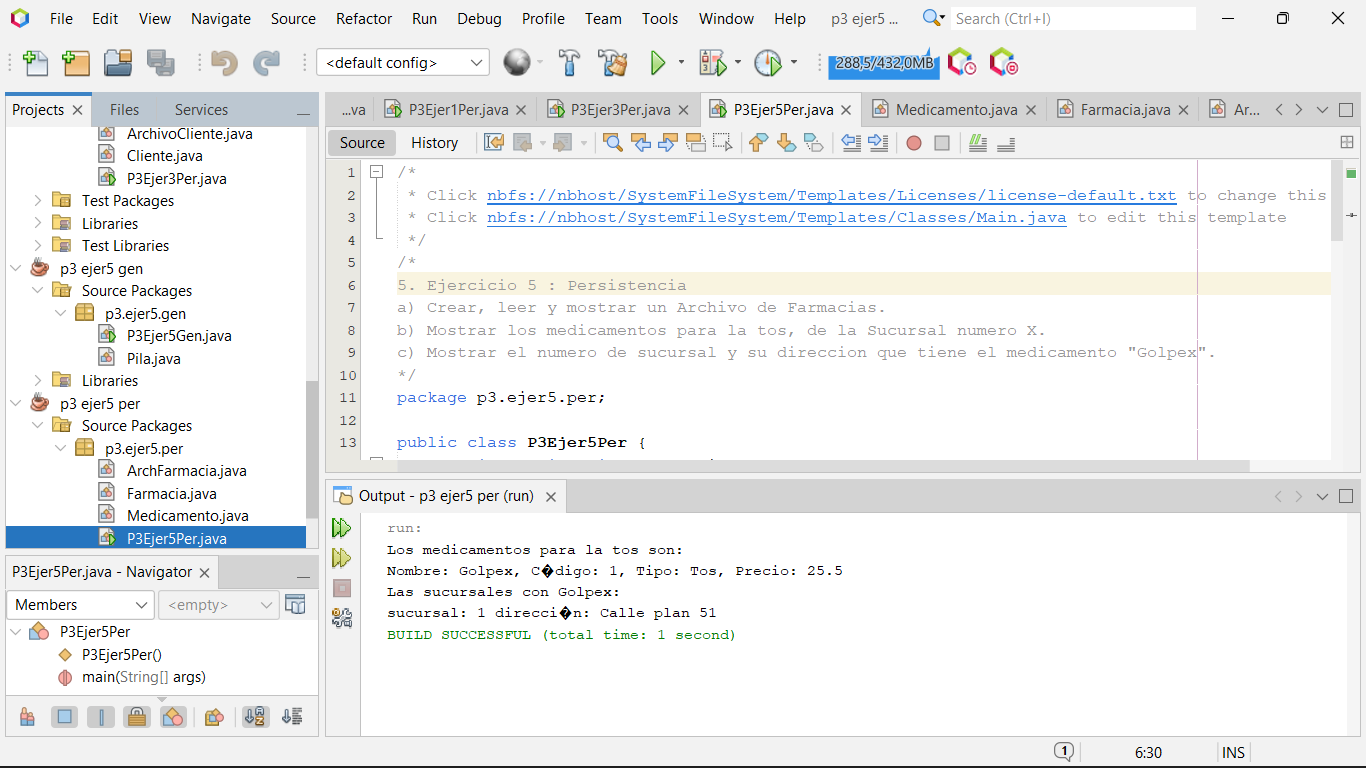 File Edit View Navigate Source Refactor Run Debug Profile Team Tools Window Help p3 ejer5 ... Search (Ctrl+I)
<default config> 288,5/432,0MB
Projects Files Services
ArchivoCliente.java
Cliente.java
P3Ejer3Per.java
Test Packages
Libraries
Test Libraries
p3 ejer5 gen
Source Packages
p3.ejer5.gen
P3Ejer5Gen.java
Pila.java
Libraries
p3 ejer5 per
Source Packages
p3.ejer5.per
ArchFarmacia.java
Farmacia.java
Medicamento.java
P3Ejer5Per.java
P3Ejer5Per.java - Navigator
Members <empty>
P3Ejer5Per
P3Ejer5Per()
main(String[] args)
...va P3Ejer1Per.java P3Ejer3Per.java P3Ejer5Per.java Medicamento.java Farmacia.java Ar...
Source History
1 /*
2 * Click nbfs://nbhost/SystemFileSystem/Templates/Licenses/license-default.txt to change this
3 * Click nbfs://nbhost/SystemFileSystem/Templates/Classes/Main.java to edit this template
4 */
5 /*
6 5. Ejercicio 5 : Persistencia
7 a) Crear, leer y mostrar un Archivo de Farmacias.
8 b) Mostrar los medicamentos para la tos, de la Sucursal numero X.
9 c) Mostrar el numero de sucursal y su direccion que tiene el medicamento "Golpex".
10 */
11 package p3.ejer5.per;
12
13 public class P3Ejer5Per {
Output - p3 ejer5 per (run)
run:
Los medicamentos para la tos son:
Nombre: Golpex, C�digo: 1, Tipo: Tos, Precio: 25.5
Las sucursales con Golpex:
sucursal: 1 direcci�n: Calle plan 51
BUILD SUCCESSFUL (total time: 1 second)
1 6:30 INS